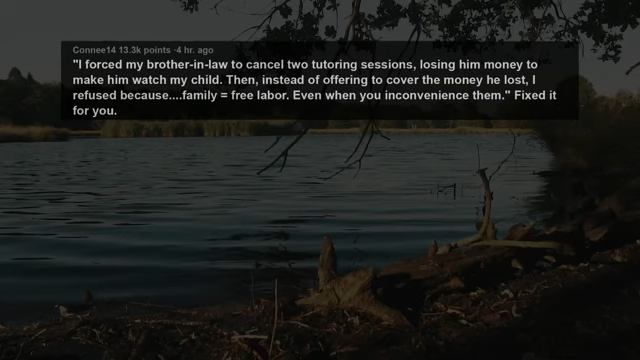 Connee14 13.3k points ·4 hr. ago
"I forced my brother-in-law to cancel two tutoring sessions, losing him money to
make him watch my child. Then, instead of offering to cover the money he lost, I
refused because....family = free labor. Even when you inconvenience them." Fixed it
for you.